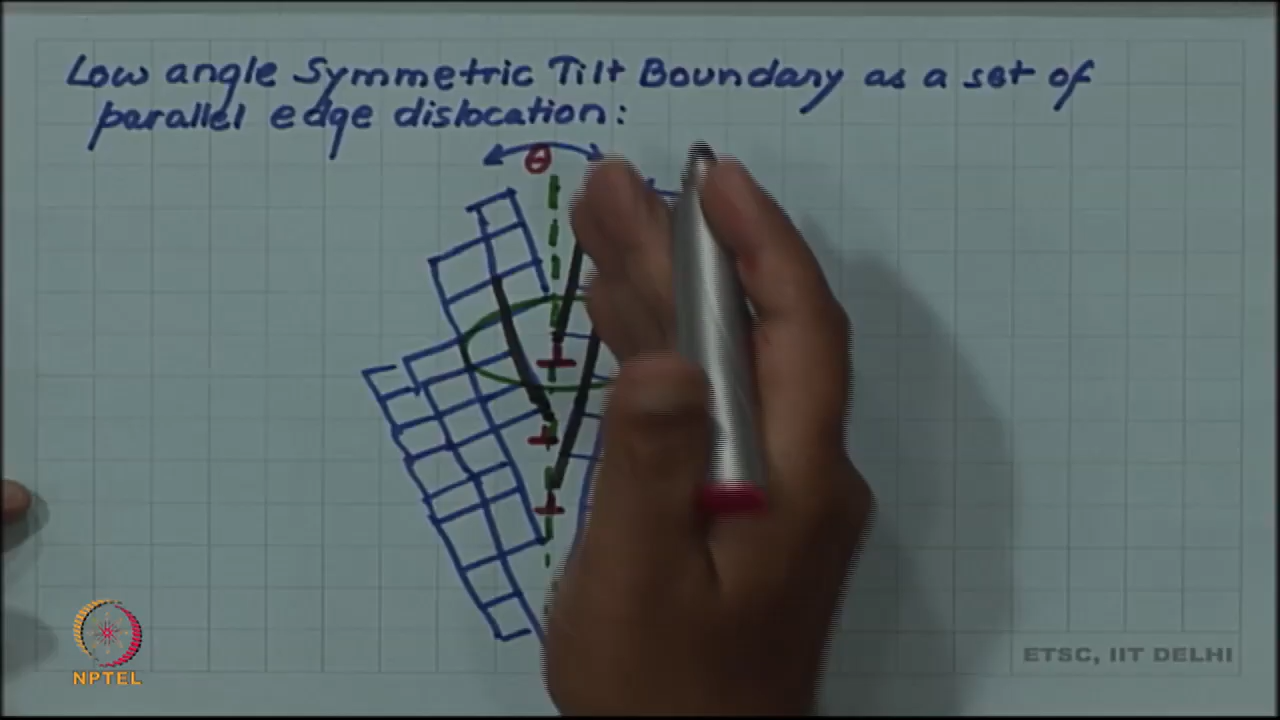 Low angle Symmetric Tilt Boundary as a set of
parallel edge dislocation:
θ
NPTEL
ETSC, IIT DELHI